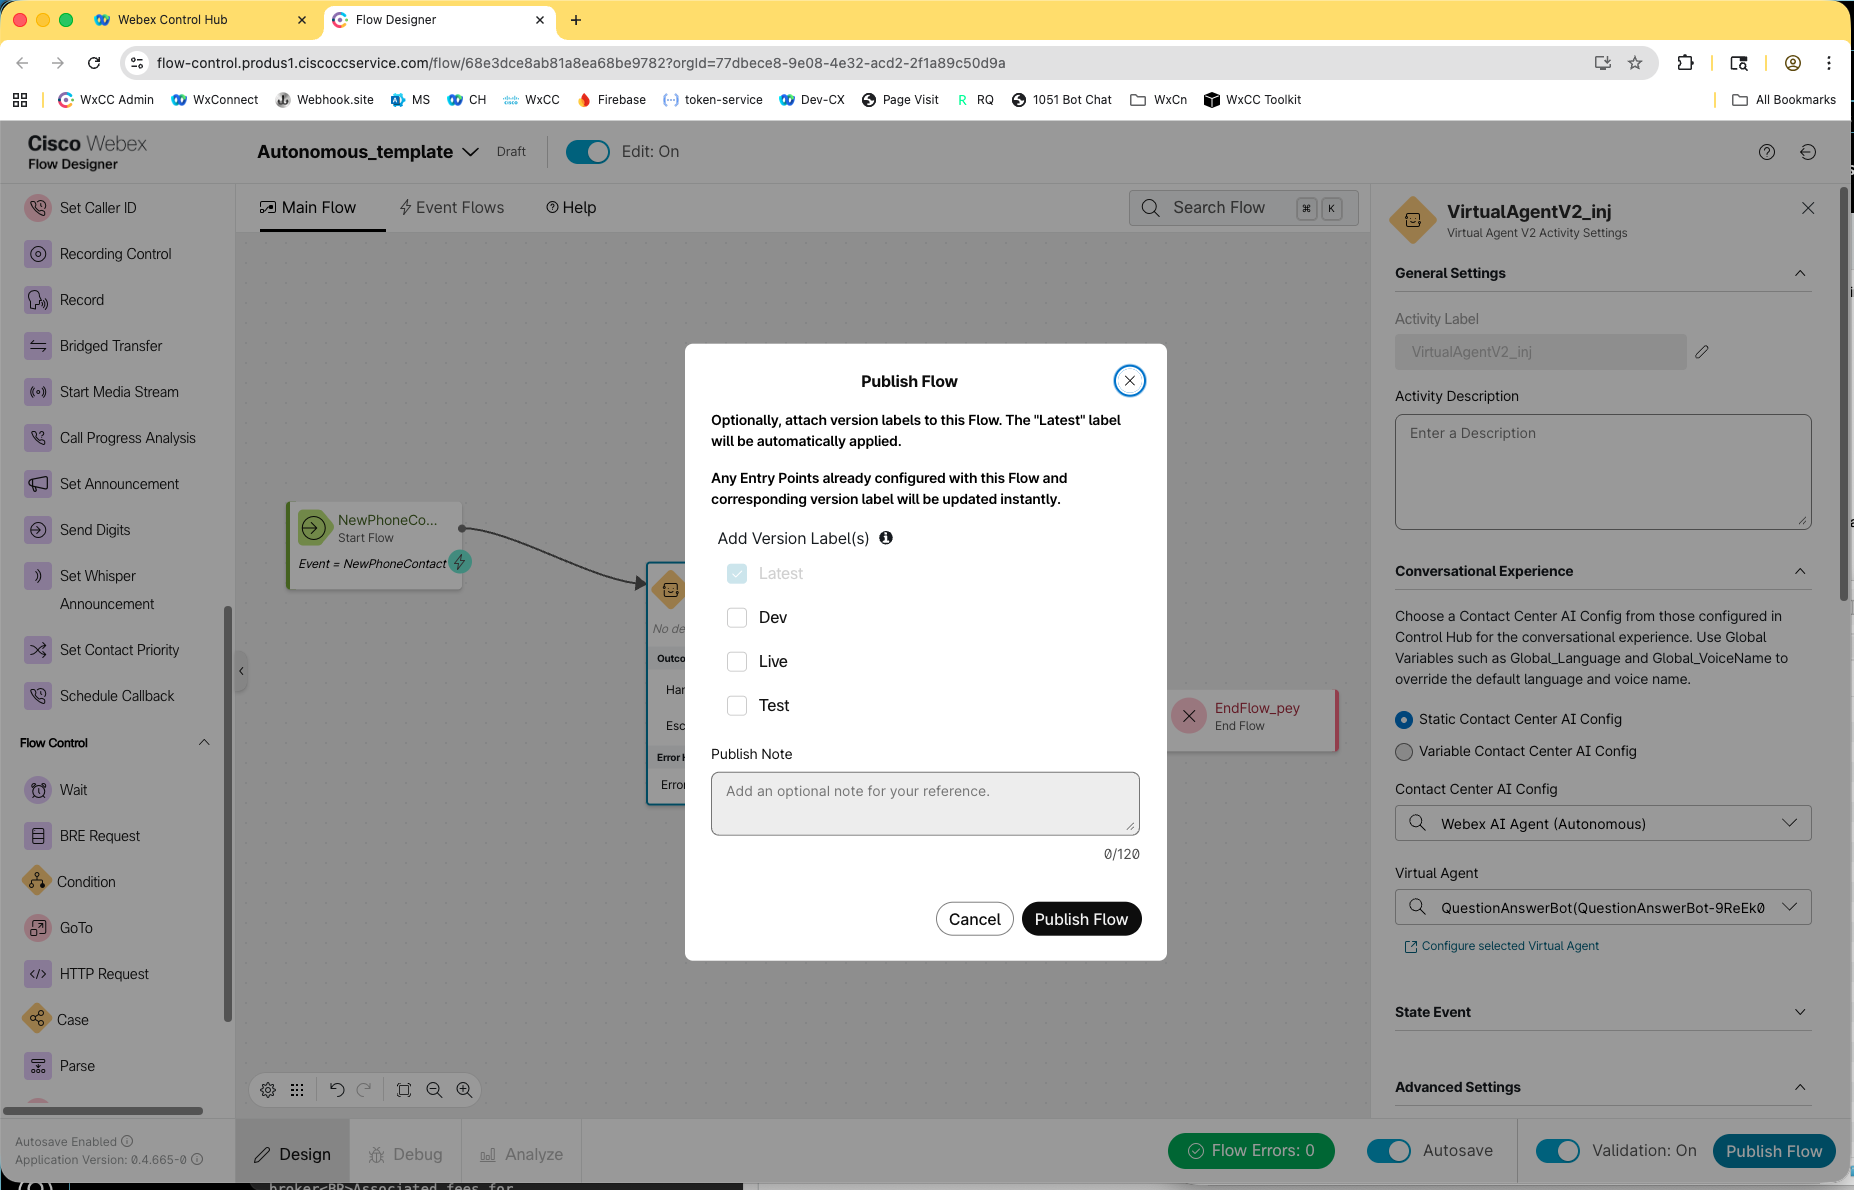 Webex Control Hub
Flow Designer
flow-control.produs1.ciscoccservice.com/flow/68e3dce8ab81a8ea68be9782?orgId=77dbece8-9e08-4e32-acd2-2f1a89c50d9a
WxCC Admin
WxConnect
Webhook.site
MS
CH
WxCC
Firebase
token-service
Dev-CX
Page Visit
RQ
1051 Bot Chat
WxCn
WxCC Toolkit
All Bookmarks
Cisco Webex
Flow Designer
Autonomous_template
Draft
Edit: On
Set Caller ID
Recording Control
Record
Bridged Transfer
Start Media Stream
Call Progress Analysis
Set Announcement
Send Digits
Set Whisper
Announcement
Set Contact Priority
Schedule Callback
Flow Control
Wait
BRE Request
Condition
GoTo
HTTP Request
Case
Parse
Autosave Enabled
Application Version: 0.4.665-0
Main Flow
Event Flows
Help
Search Flow
⌘ K
NewPhoneCo...
Start Flow
Event = NewPhoneContact
No de
Outco
Har
Esc
Error H
Error
EndFlow_pey
End Flow
Publish Flow
Optionally, attach version labels to this Flow. The "Latest" label
will be automatically applied.
Any Entry Points already configured with this Flow and
corresponding version label will be updated instantly.
Add Version Label(s)
Latest
Dev
Live
Test
Publish Note
Add an optional note for your reference.
0/120
Cancel
Publish Flow
VirtualAgentV2_inj
Virtual Agent V2 Activity Settings
General Settings
Activity Label
VirtualAgentV2_inj
Activity Description
Enter a Description
Conversational Experience
Choose a Contact Center AI Config from those configured in
Control Hub for the conversational experience. Use Global
Variables such as Global_Language and Global_VoiceName to
override the default language and voice name.
Static Contact Center AI Config
Variable Contact Center AI Config
Contact Center AI Config
Webex AI Agent (Autonomous)
Virtual Agent
QuestionAnswerBot(QuestionAnswerBot-9ReEk0
Configure selected Virtual Agent
State Event
Advanced Settings
Design
Debug
Analyze
Flow Errors: 0
Autosave
Validation: On
Publish Flow
broker<BR>Associated fees for